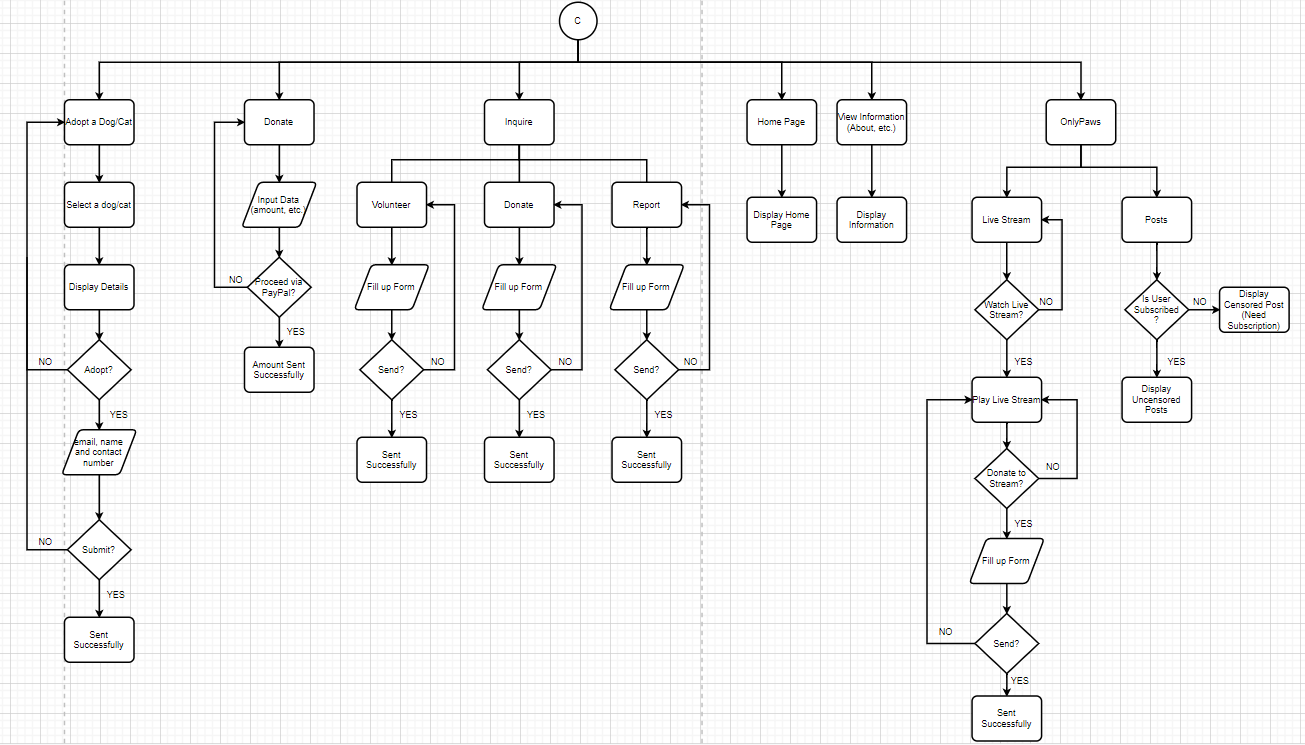 C
Adopt a Dog/Cat
Donate
Inquire
Home Page
View Information
(About, etc.)
OnlyPaws
Select a dog/cat
Input Data
(amount, etc.)
Volunteer
Donate
Report
Display Home
Page
Display
Information
Live Stream
Posts
Display Details
NO
Proceed via
PayPal?
YES
Fill up Form
Fill up Form
Fill up Form
Watch Live
Stream?
NO
YES
Is User
Subscribed
?
NO
YES
Display
Censored Post
(Need
Subscription)
Adopt?
NO
YES
Amount Sent
Successfully
Send?
NO
YES
Send?
NO
YES
Send?
NO
YES
Play Live Stream
Display
Uncensored
Posts
email, name
and contact
number
Sent
Successfully
Sent
Successfully
Sent
Successfully
Donate to
Stream?
NO
YES
Submit?
NO
YES
Fill up Form
Sent
Successfully
Send?
NO
YES
Sent
Successfully